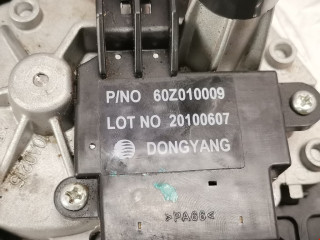 P/NO 60Z010009
LOT NO 20100607
DONGYANG
>PA66<